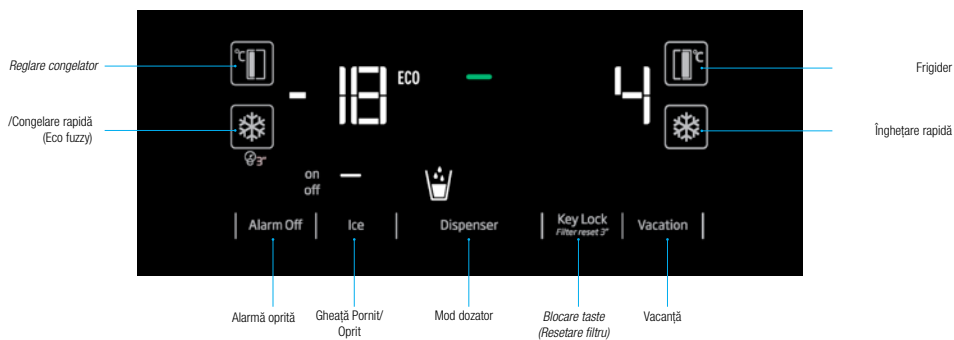 Reglare congelator
/Congelare rapidă
(Eco fuzzy)
°C
-18
ECO
4
°C
3"
on
off
Alarm Off
Ice
Dispenser
Key Lock
Filter reset 3"
Vacation
Frigider
Înghețare rapidă
Alarmă oprită
Gheață Pornit/
Oprit
Mod dozator
Blocare taste
(Resetare filtru)
Vacanță